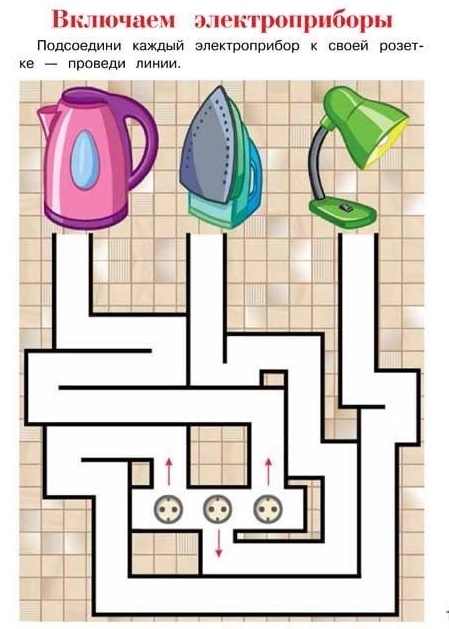 Включаем электроприборы
Подсоедини каждый электроприбор к своей розет-
ке — проведи линии.